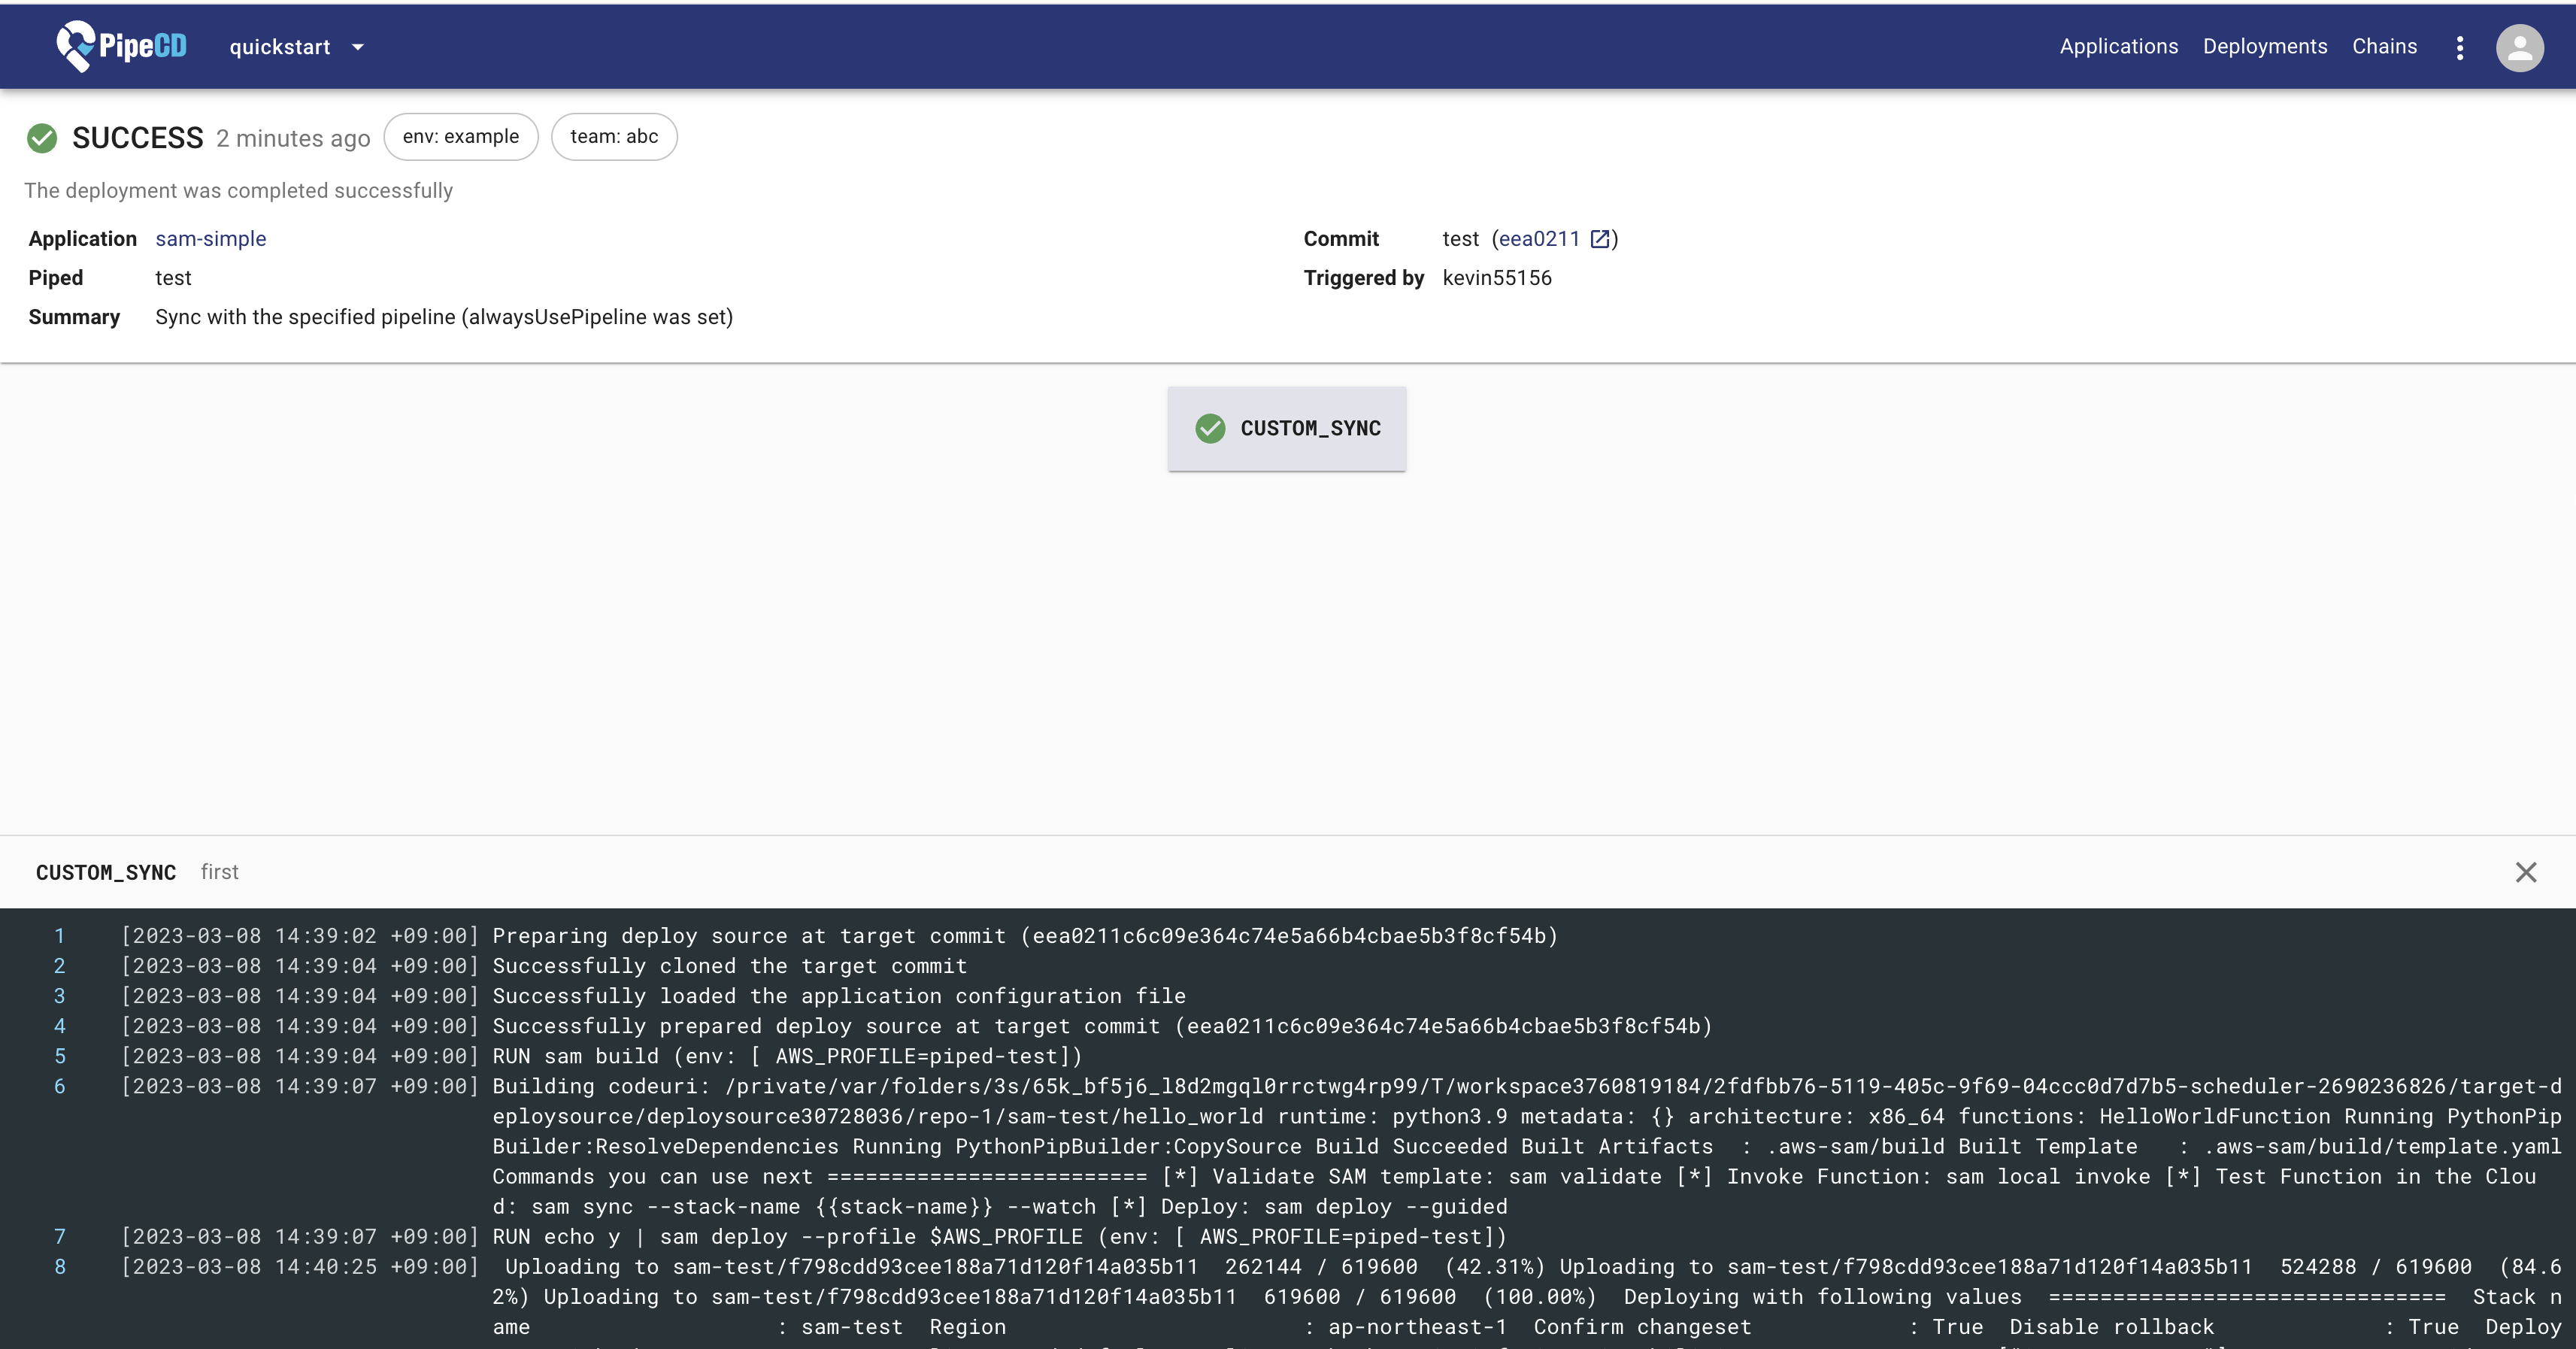 PipeCD quickstart Applications Deployments Chains
SUCCESS 2 minutes ago env: example team: abc
The deployment was completed successfully
Application sam-simple
Piped test
Summary Sync with the specified pipeline (alwaysUsePipeline was set)
Commit test (eea0211)
Triggered by kevin55156
CUSTOM_SYNC
CUSTOM_SYNC first
1 [2023-03-08 14:39:02 +09:00] Preparing deploy source at target commit (eea0211c6c09e364c74e5a66b4cbae5b3f8cf54b)
2 [2023-03-08 14:39:04 +09:00] Successfully cloned the target commit
3 [2023-03-08 14:39:04 +09:00] Successfully loaded the application configuration file
4 [2023-03-08 14:39:04 +09:00] Successfully prepared deploy source at target commit (eea0211c6c09e364c74e5a66b4cbae5b3f8cf54b)
5 [2023-03-08 14:39:04 +09:00] RUN sam build (env: [ AWS_PROFILE=piped-test])
6 [2023-03-08 14:39:07 +09:00] Building codeuri: /private/var/folders/3s/65k_bf5j6_l8d2mgql0rrctwg4rp99/T/workspace3760819184/2fdfbb76-5119-405c-9f69-04ccc0d7d7b5-scheduler-2690236826/target-d
eploysource/deploysource30728036/repo-1/sam-test/hello_world runtime: python3.9 metadata: {} architecture: x86_64 functions: HelloWorldFunction Running PythonPip
Builder:ResolveDependencies Running PythonPipBuilder:CopySource Build Succeeded Built Artifacts  : .aws-sam/build Built Template   : .aws-sam/build/template.yaml
Commands you can use next ========================= [*] Validate SAM template: sam validate [*] Invoke Function: sam local invoke [*] Test Function in the Clou
d: sam sync --stack-name {{stack-name}} --watch [*] Deploy: sam deploy --guided
7 [2023-03-08 14:39:07 +09:00] RUN echo y | sam deploy --profile $AWS_PROFILE (env: [ AWS_PROFILE=piped-test])
8 [2023-03-08 14:40:25 +09:00]  Uploading to sam-test/f798cdd93cee188a71d120f14a035b11  262144 / 619600  (42.31%) Uploading to sam-test/f798cdd93cee188a71d120f14a035b11  524288 / 619600  (84.6
2%) Uploading to sam-test/f798cdd93cee188a71d120f14a035b11  619600 / 619600  (100.00%)  Deploying with following values  ===============================  Stack n
ame                   : sam-test  Region                       : ap-northeast-1  Confirm changeset            : True  Disable rollback             : True  Deploy